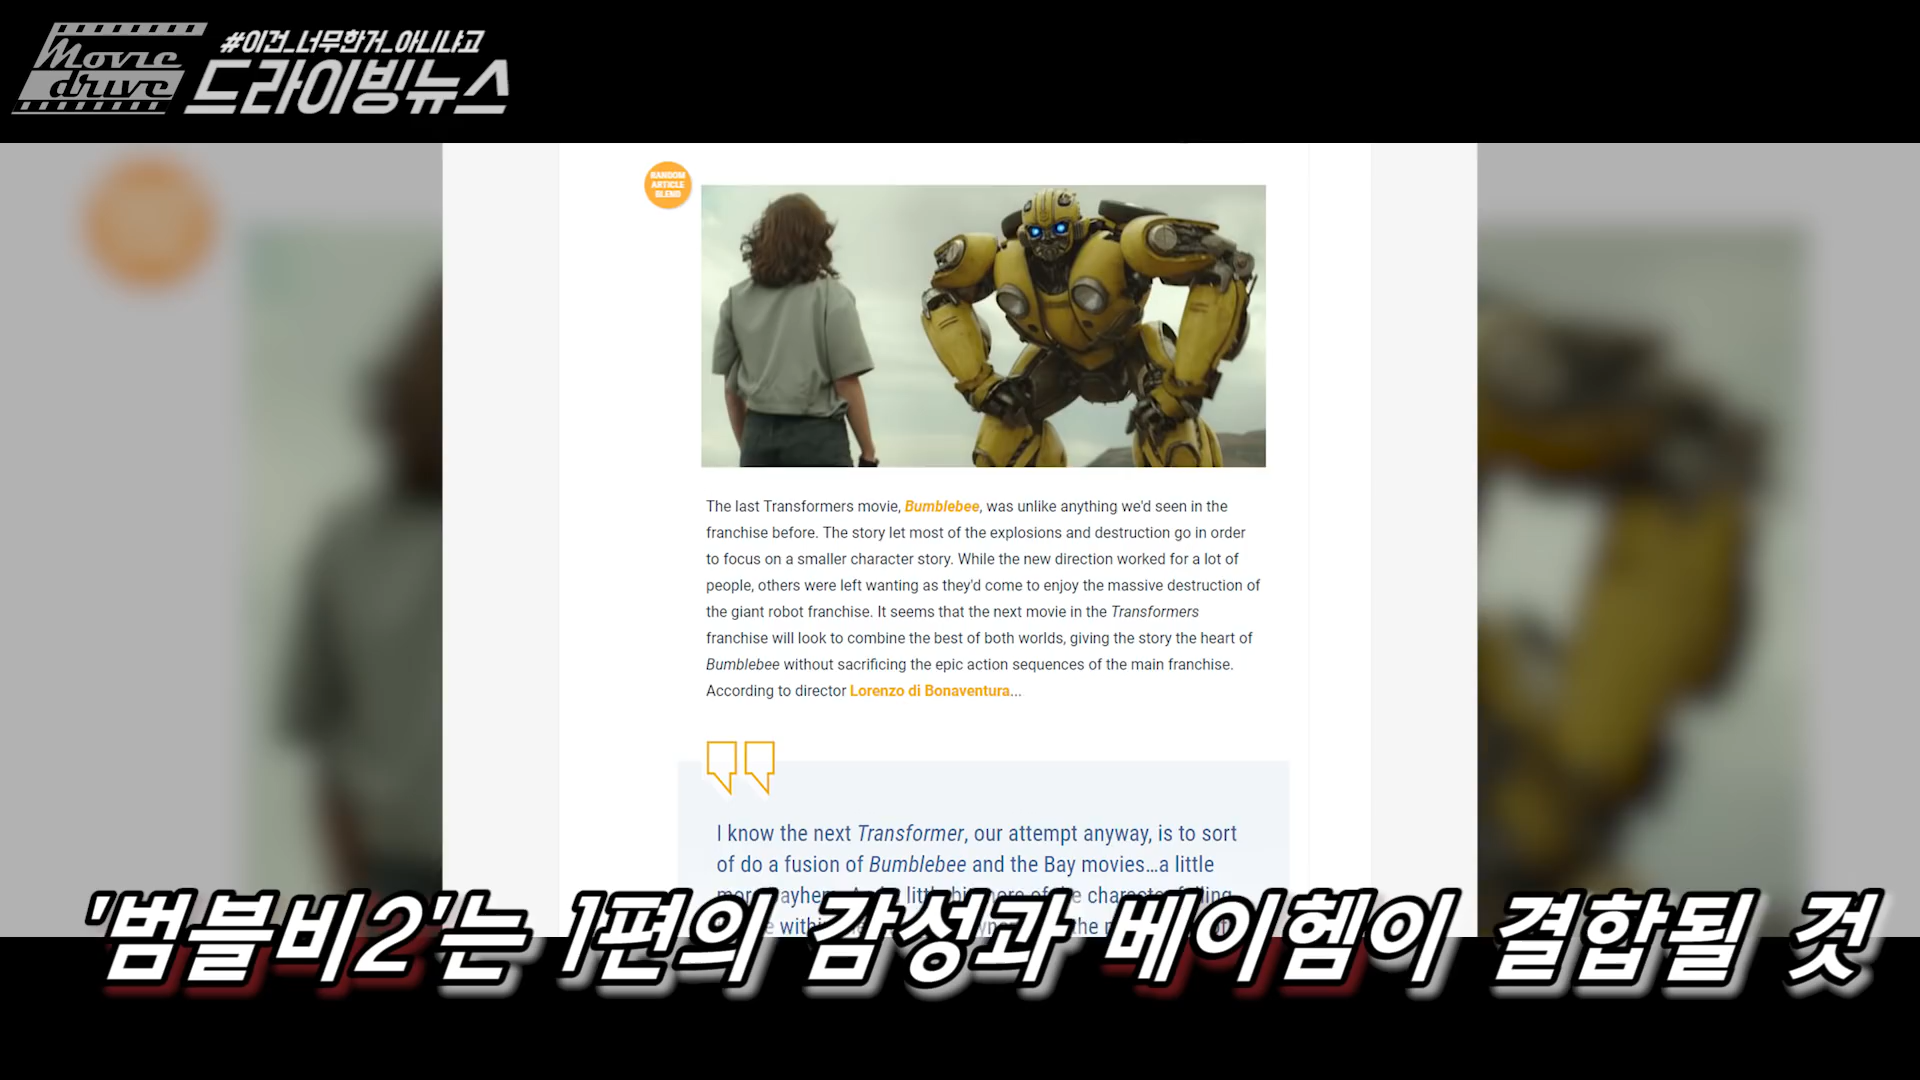 Movie
drive
#이건_너무한거_아니냐고
드라이빙뉴스
RANDOM
ARTICLE
BLEND
The last Transformers movie, Bumblebee, was unlike anything we'd seen in the
franchise before. The story let most of the explosions and destruction go in order
to focus on a smaller character story. While the new direction worked for a lot of
people, others were left wanting as they'd come to enjoy the massive destruction of
the giant robot franchise. It seems that the next movie in the Transformers
franchise will look to combine the best of both worlds, giving the story the heart of
Bumblebee without sacrificing the epic action sequences of the main franchise.
According to director Lorenzo di Bonaventura...
I know the next Transformer, our attempt anyway, is to sort
of do a fusion of Bumblebee and the Bay movies...a little
'범블비2'는 1편의 감성과 베이헴이 결합될 것